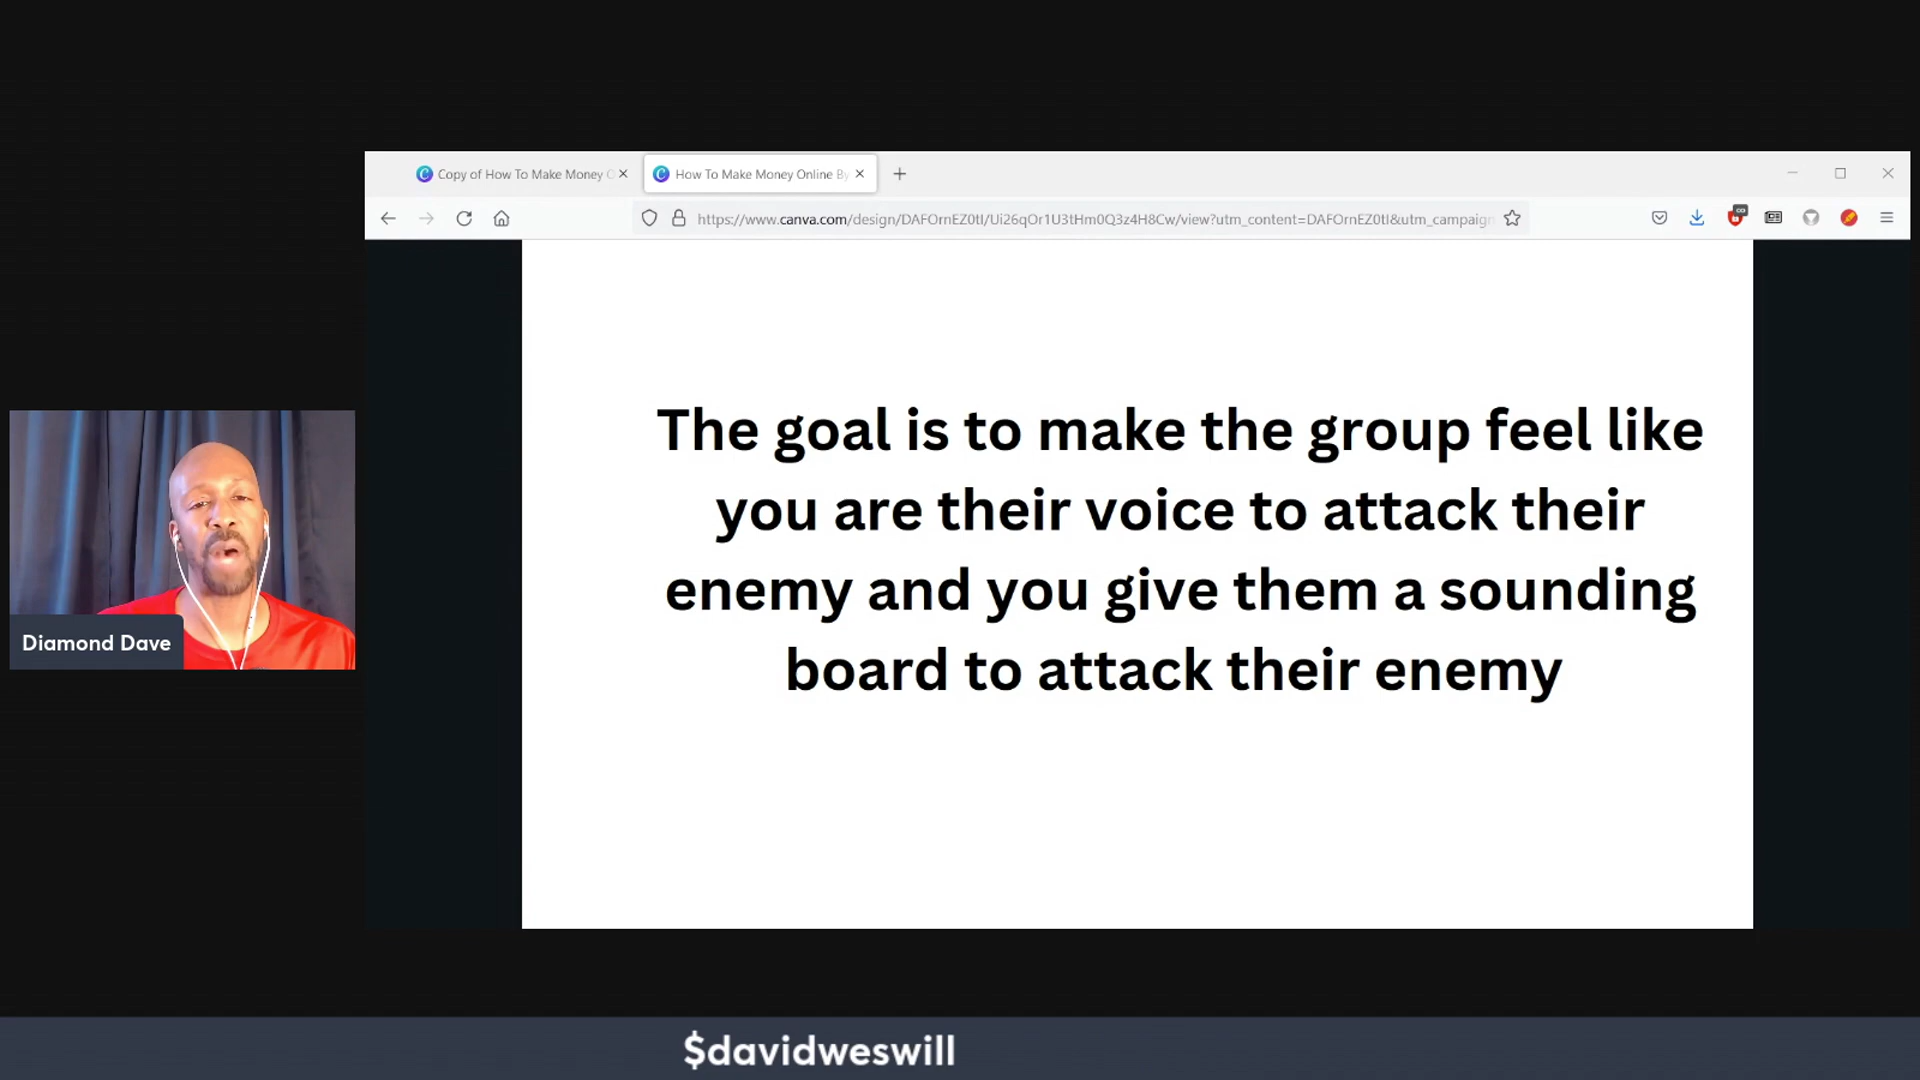 Copy of How To Make Money O
How To Make Money Online By
https://www.canva.com/design/DAFOrnEZ0tI/Ui26qOr1U3tHm0Q3z4H8Cw/view?utm_content=DAFOrnEZ0tI&utm_campaign
The goal is to make the group feel like
you are their voice to attack their
enemy and you give them a sounding
board to attack their enemy
Diamond Dave
$davidweswill